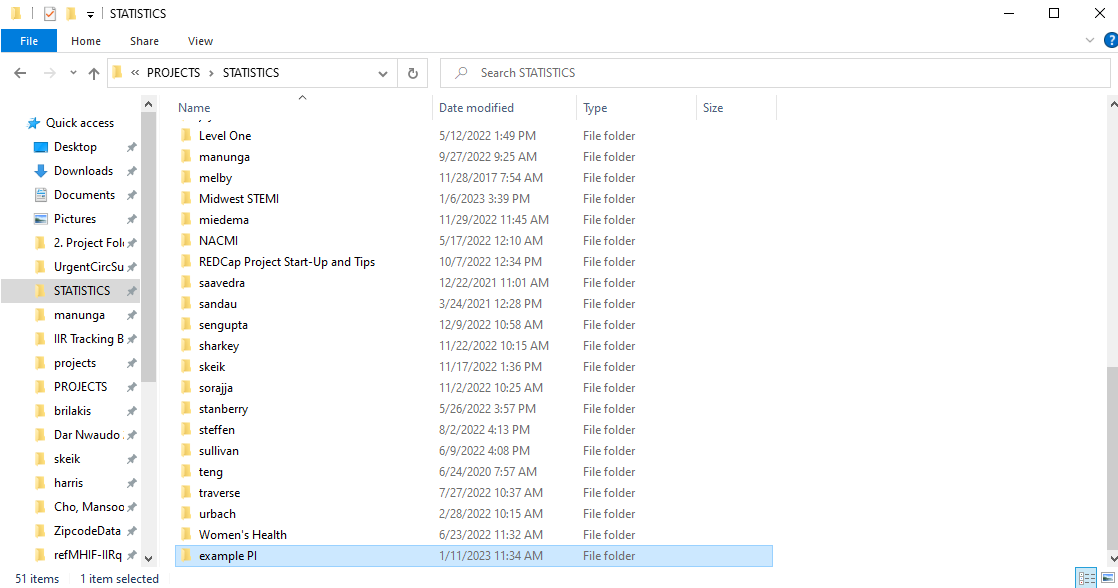 STATISTICS
File Home Share View
« PROJECTS > STATISTICS
Search STATISTICS
Name Date modified Type Size
Quick access
Desktop
Downloads
Documents
Pictures
2. Project Fol
UrgentCircSu
STATISTICS
manunga
IIR Tracking B
projects
PROJECTS
brilakis
Dar Nwaudo
skeik
harris
Cho, Mansoo
ZipcodeData
refMHIF-IIRq
Level One 5/12/2022 1:49 PM File folder
manunga 9/27/2022 9:25 AM File folder
melby 11/28/2017 7:54 AM File folder
Midwest STEMI 1/6/2023 3:39 PM File folder
miedema 11/29/2022 11:45 AM File folder
NACMI 5/17/2022 12:10 AM File folder
REDCap Project Start-Up and Tips 10/7/2022 12:34 PM File folder
saavedra 12/22/2021 11:01 AM File folder
sandau 3/24/2021 12:28 PM File folder
sengupta 12/9/2022 10:58 AM File folder
sharkey 11/22/2022 10:15 AM File folder
skeik 11/17/2022 1:36 PM File folder
sorajja 11/2/2022 10:25 AM File folder
stanberry 5/26/2022 3:57 PM File folder
steffen 8/2/2022 4:13 PM File folder
sullivan 6/9/2022 4:08 PM File folder
teng 6/24/2020 7:57 AM File folder
traverse 7/27/2022 10:37 AM File folder
urbach 2/28/2022 10:15 AM File folder
Women's Health 6/23/2022 11:32 AM File folder
example PI 1/11/2023 11:34 AM File folder
51 items 1 item selected